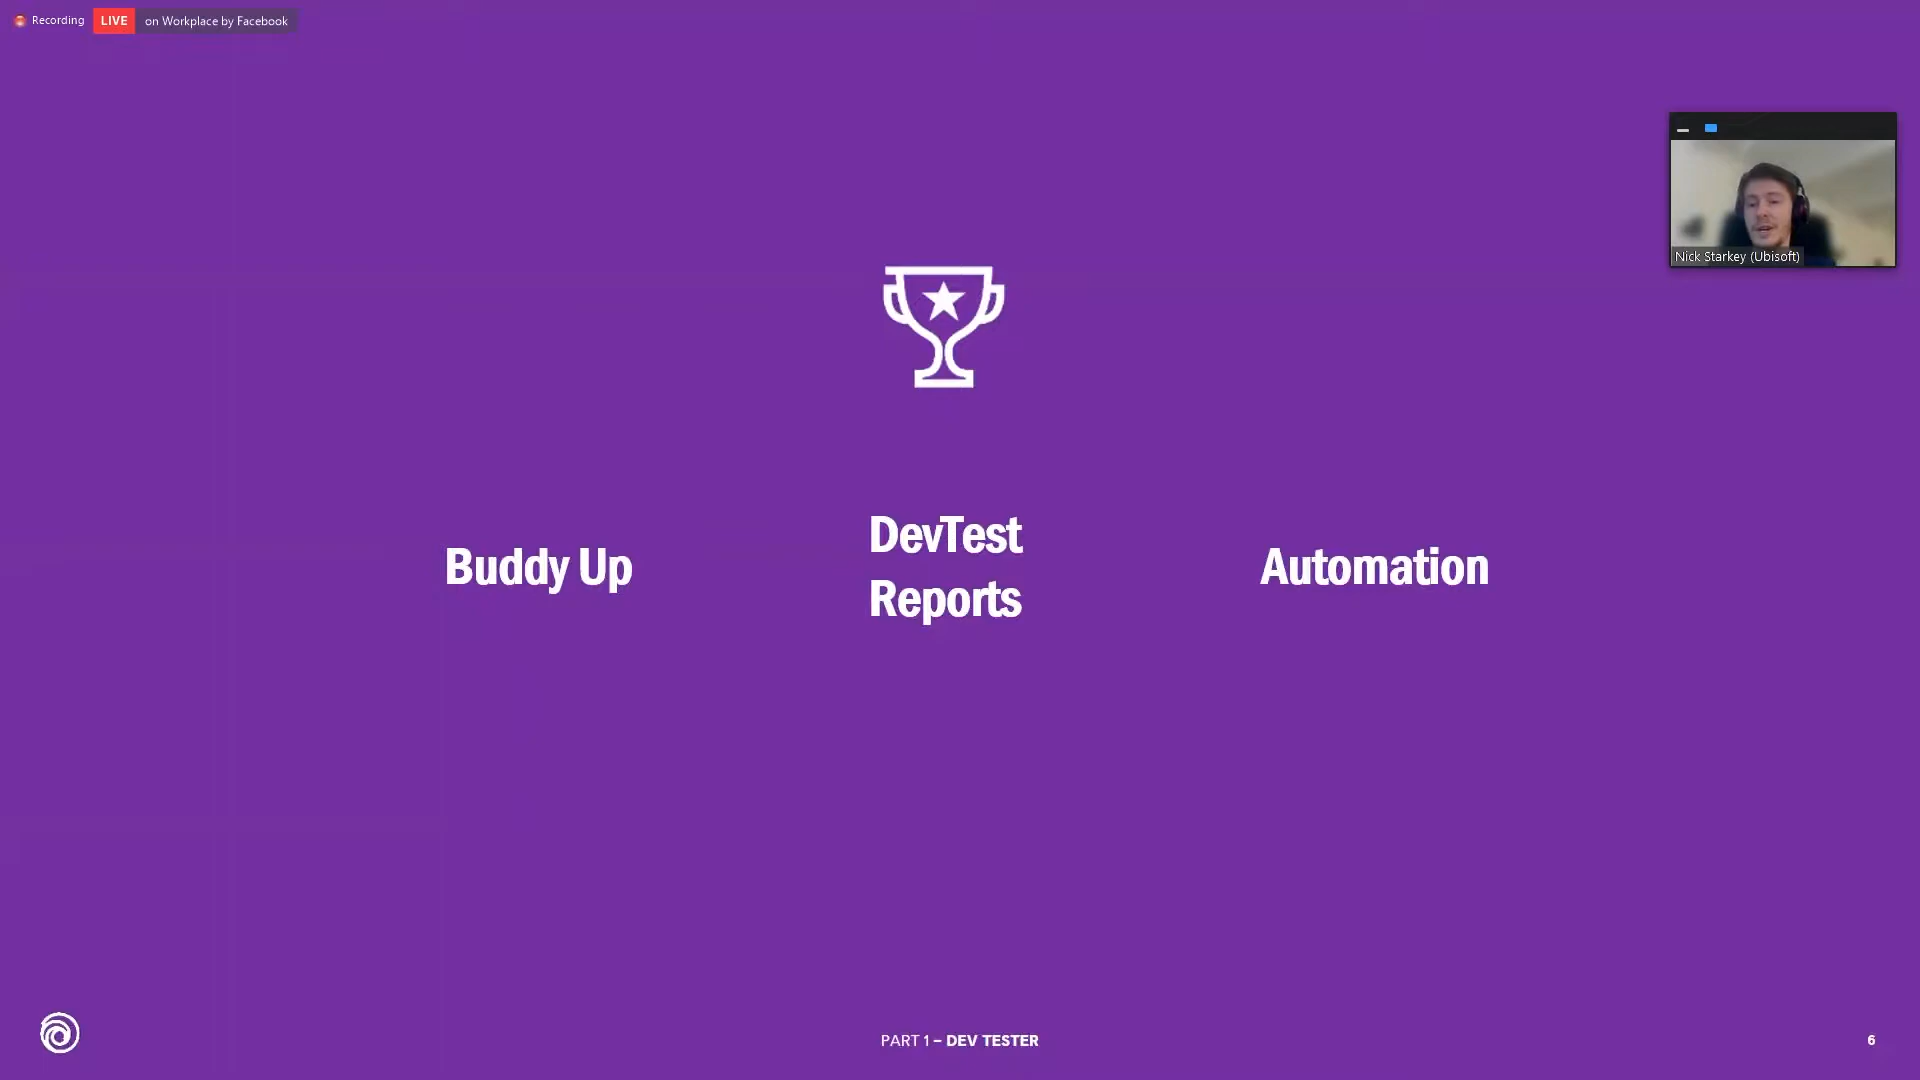 Recording LIVE on Workplace by Facebook
Nick Starkey (Ubisoft)
Buddy Up
DevTest
Reports
Automation
PART 1 – DEV TESTER
6